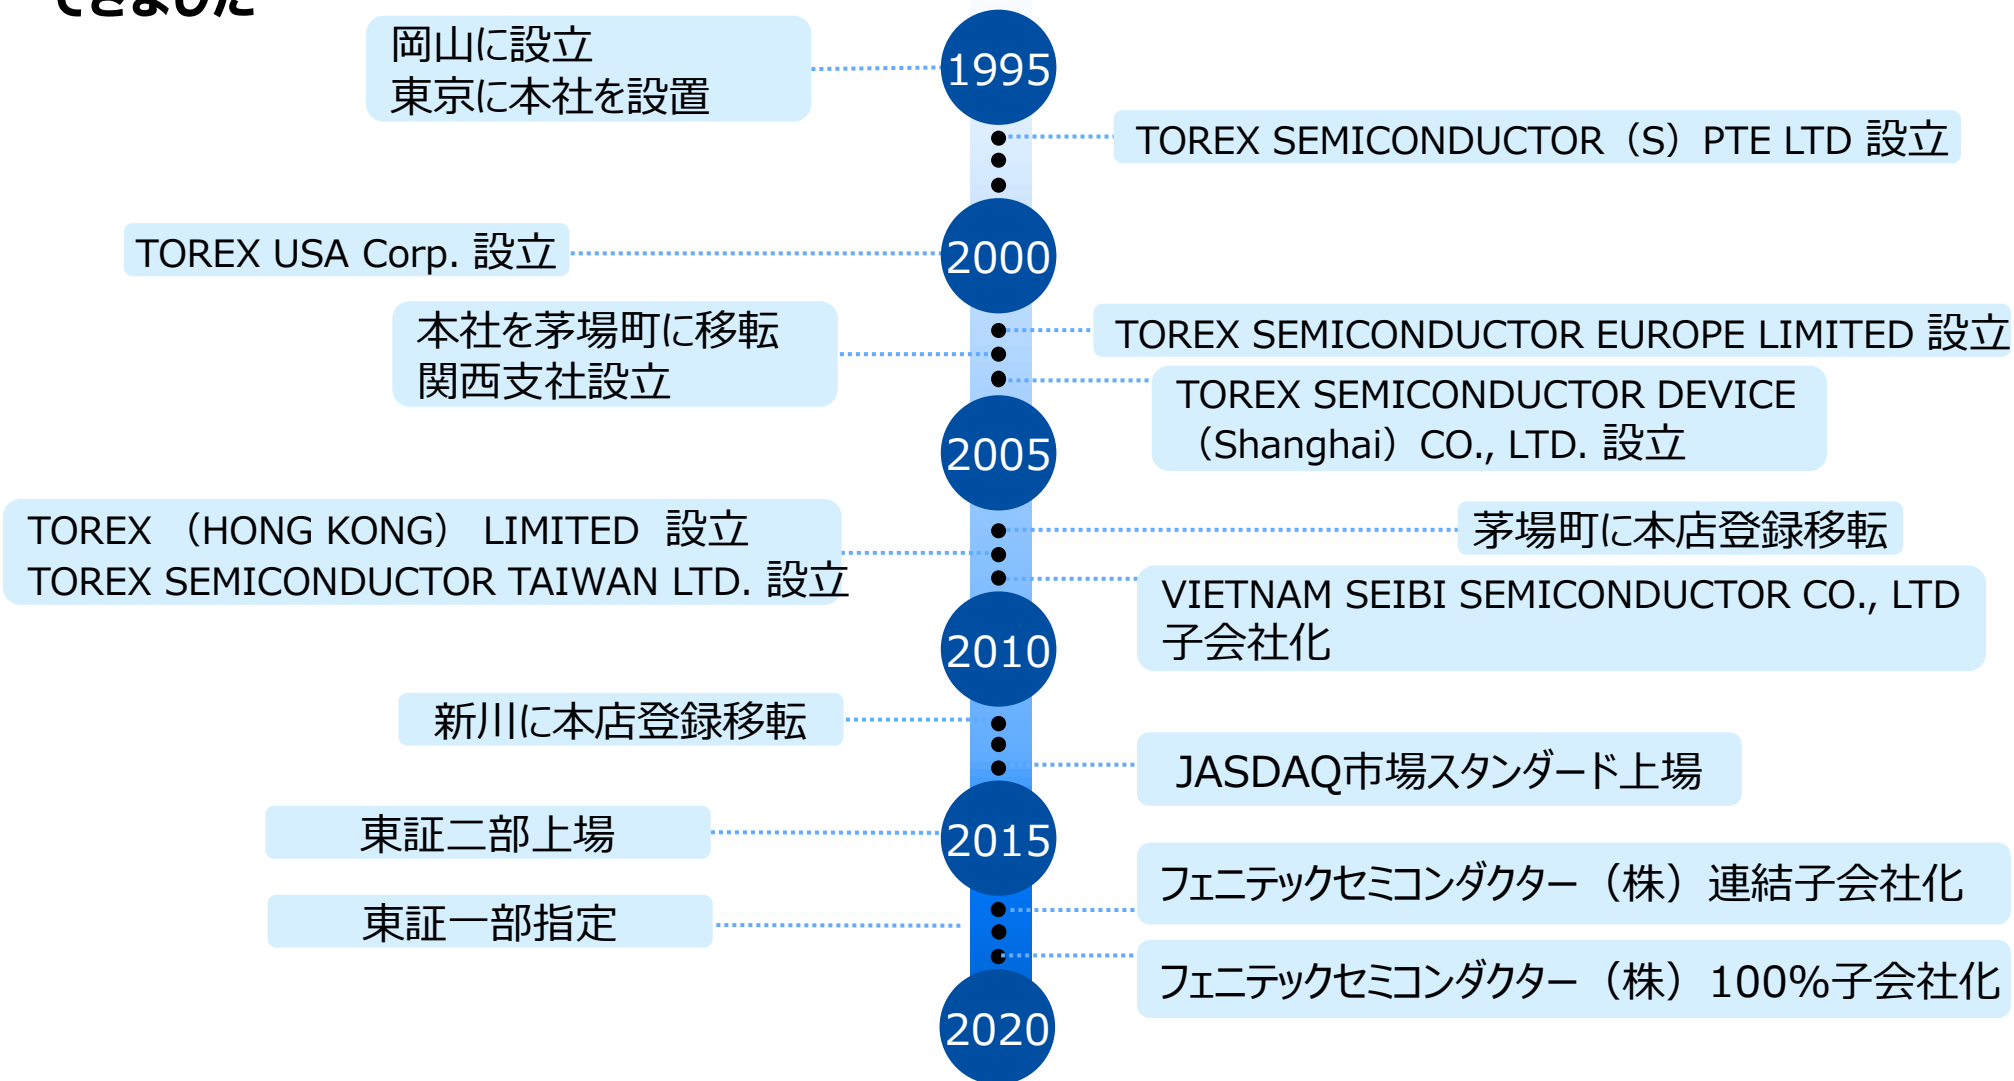 てきました
岡山に設立
東京に本社を設置
1995
TOREX SEMICONDUCTOR（S）PTE LTD 設立
TOREX USA Corp. 設立
2000
本社を茅場町に移転
関西支社設立
TOREX SEMICONDUCTOR EUROPE LIMITED 設立
TOREX SEMICONDUCTOR DEVICE
（Shanghai）CO., LTD. 設立
2005
TOREX （HONG KONG） LIMITED 設立
TOREX SEMICONDUCTOR TAIWAN LTD. 設立
茅場町に本店登録移転
VIETNAM SEIBI SEMICONDUCTOR CO., LTD
子会社化
2010
新川に本店登録移転
JASDAQ市場スタンダード上場
東証二部上場
2015
フェニテックセミコンダクター（株）連結子会社化
東証一部指定
フェニテックセミコンダクター（株）100%子会社化
2020